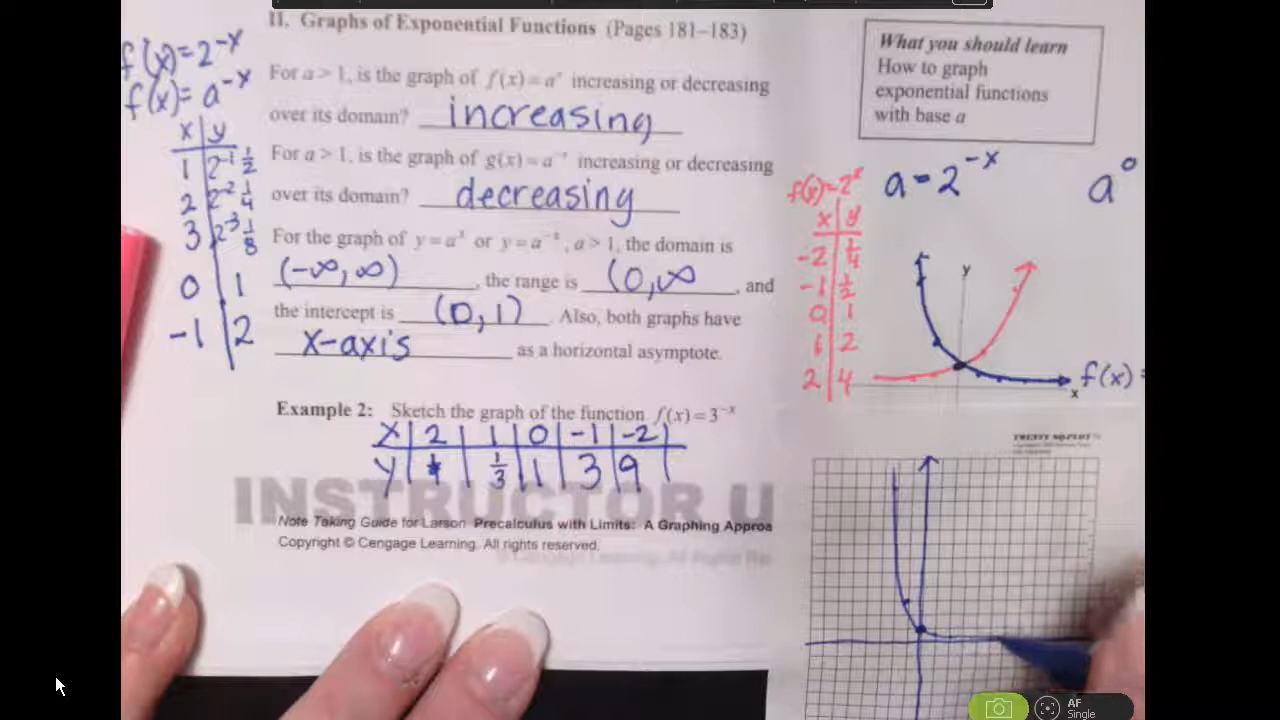 II. Graphs of Exponential Functions (Pages 181–183)
f(x)=2^-x
f(x)=a^-x
x y
1 2^-1 1/2
2 2^-2 1/4
3 2^-3 1/8
0 1
-1 2
For a > 1, is the graph of f(x) = a^x increasing or decreasing
over its domain? increasing
For a > 1, is the graph of g(x) = a^-x increasing or decreasing
over its domain? decreasing
For the graph of y = a^x or y = a^-x, a > 1, the domain is
(-∞, ∞), the range is (0, ∞, and
the intercept is (0, 1). Also, both graphs have
x-axis as a horizontal asymptote.
Example 2: Sketch the graph of the function f(x) = 3^-x
x 2 1 0 -1 -2
y 1/3 1 3 9
INSTRUCTOR U
Note Taking Guide for Larson Precalculus with Limits: A Graphing Approa
Copyright © Cengage Learning. All rights reserved.
What you should learn
How to graph
exponential functions
with base a
f(x)=2^x
x y
-2 1/4
-1 1/2
0 1
1 2
2 4
a=2^-x
a^0
y
x
f(x)=
AF
Single